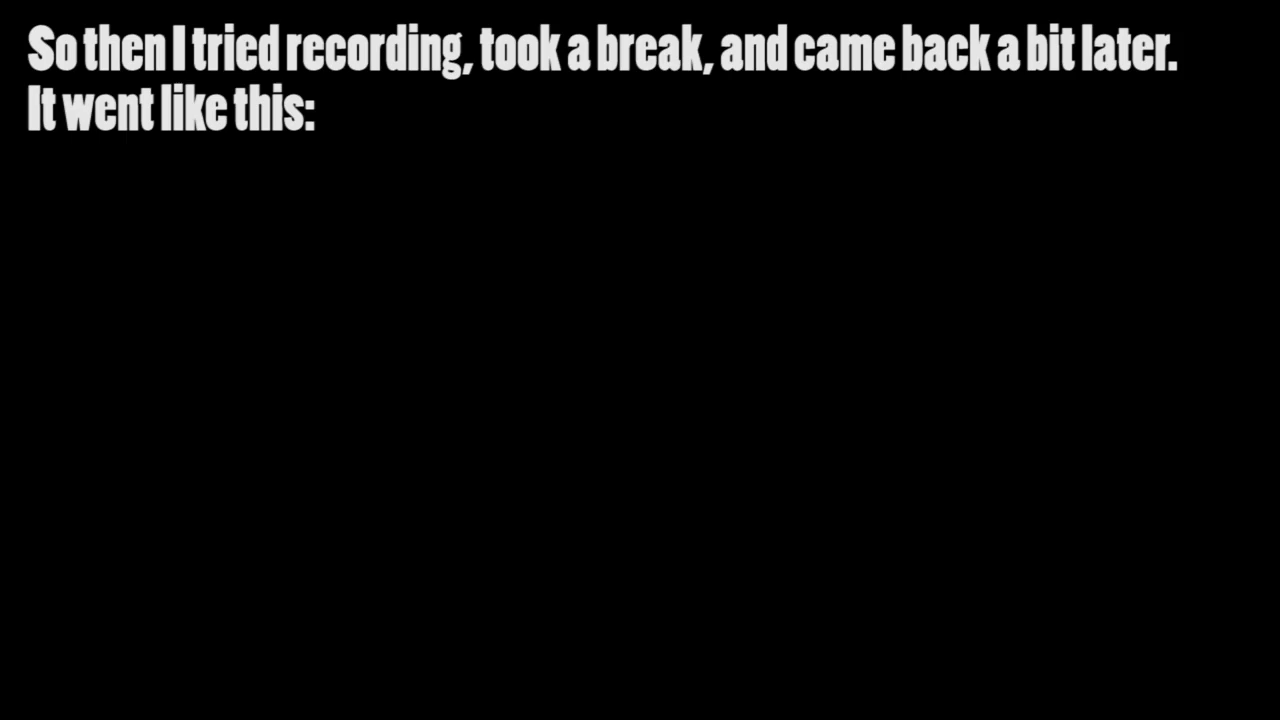 So then I tried recording, took a break, and came back a bit later.
It went like this: